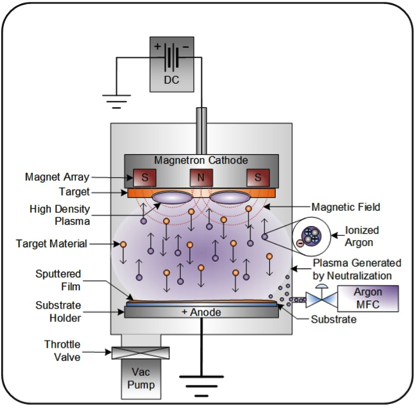 + −
DC
Magnetron Cathode
Magnet Array
S N S
Target
Magnetic Field
High Density
Plasma
Ionized
Argon
Target Material
Plasma Generated
by Neutralization
Sputtered
Film
Substrate
Holder
+ Anode
Substrate
Argon
MFC
Throttle
Valve
Vac
Pump